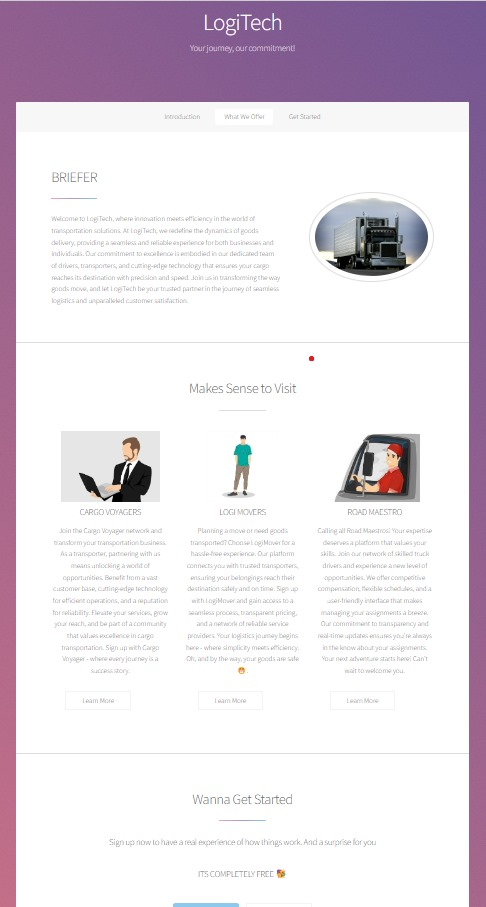 LogiTech
Your journey, our commitment!
Introduction
What We Offer
Get Started
BRIEFER
Welcome to LogiTech, where innovation meets efficiency in the world of
transportation solutions. At LogiTech, we redefine the dynamics of goods
delivery, providing a seamless and reliable experience for both businesses and
individuals. Our commitment to excellence is embodied in our dedicated team
of drivers, transporters, and cutting-edge technology that ensures your cargo
reaches its destination with precision and speed. Join us in transforming the way
goods move, and let LogiTech be your trusted partner in the journey of seamless
logistics and unparalleled customer satisfaction.
Makes Sense to Visit
CARGO VOYAGERS
Join the Cargo Voyager network and
transform your transportation business.
As a transporter, partnering with us
means unlocking a world of
opportunities. Benefit from a vast
customer base, cutting-edge technology
for efficient operations, and a reputation
for reliability. Elevate your services, grow
your reach, and be part of a community
that values excellence in cargo
transportation. Sign up with Cargo
Voyager - where every journey is a
success story.
Learn More
LOGI MOVERS
Planning a move or need goods
transported? Choose LogiMover for a
hassle-free experience. Our platform
connects you with trusted transporters,
ensuring your belongings reach their
destination safely and on time. Sign up
with LogiMover and gain access to a
seamless process, transparent pricing,
and a network of reliable service
providers. Your logistics journey begins
here - where simplicity meets efficiency.
Oh, and by the way, your goods are safe
😁
Learn More
ROAD MAESTRO
Calling all Road Maestros! Your expertise
deserves a platform that values your
skills. Join our network of skilled truck
drivers and experience a new level of
opportunities. We offer competitive
compensation, flexible schedules, and a
user-friendly interface that makes
managing your assignments a breeze.
Our commitment to transparency and
real-time updates ensures you're always
in the know about your assignments.
Your next adventure starts here! Can't
wait to welcome you.
Learn More
Wanna Get Started
Sign up now to have a real experience of how things work. And a surprise for you
ITS COMPLETELY FREE 🥳